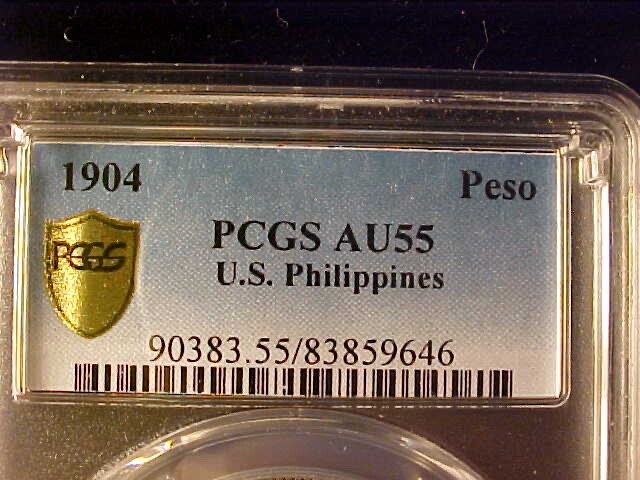 1904 Peso
PCGS
PCGS AU55
U.S. Philippines
90383.55/83859646